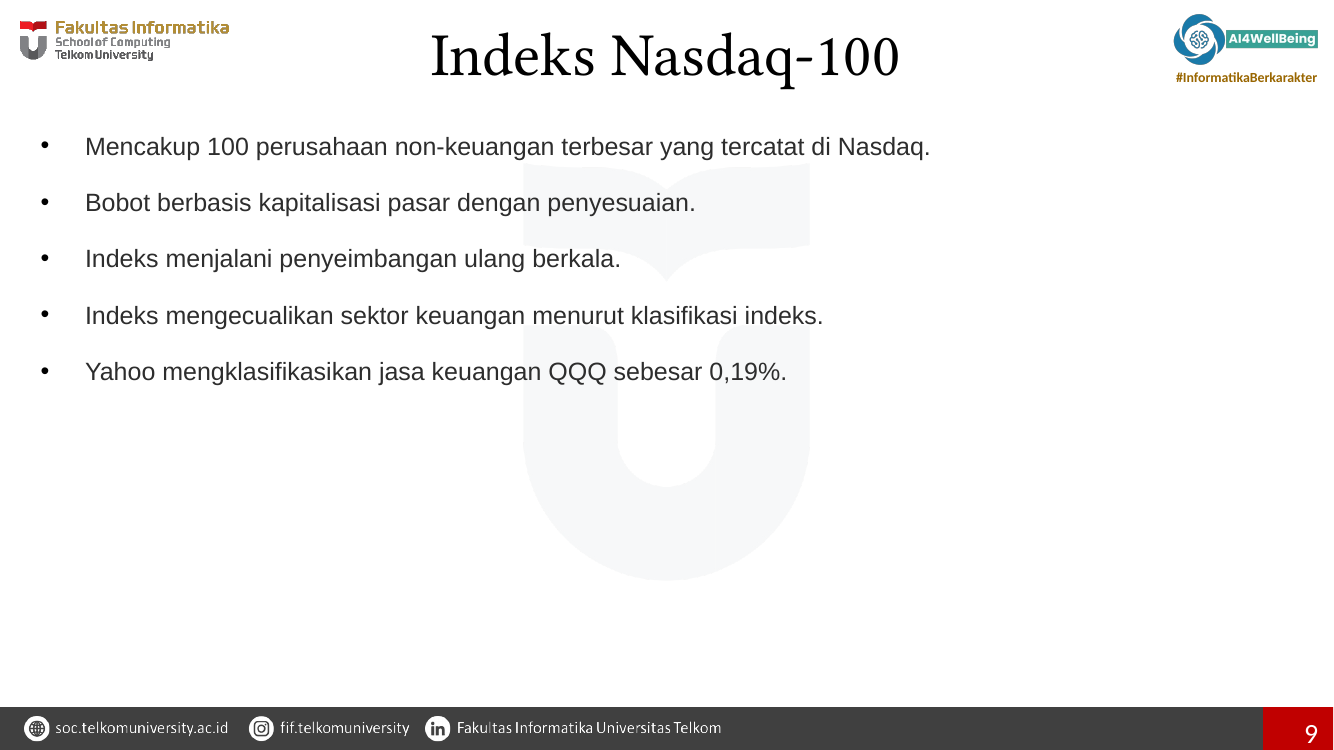 Fakultas Informatika
School of Computing
Telkom University
Indeks Nasdaq-100
AI4WellBeing
#InformatikaBerkarakter
• Mencakup 100 perusahaan non-keuangan terbesar yang tercatat di Nasdaq.
• Bobot berbasis kapitalisasi pasar dengan penyesuaian.
• Indeks menjalani penyeimbangan ulang berkala.
• Indeks mengecualikan sektor keuangan menurut klasifikasi indeks.
• Yahoo mengklasifikasikan jasa keuangan QQQ sebesar 0,19%.
soc.telkomuniversity.ac.id fif.telkomuniversity Fakultas Informatika Universitas Telkom
9